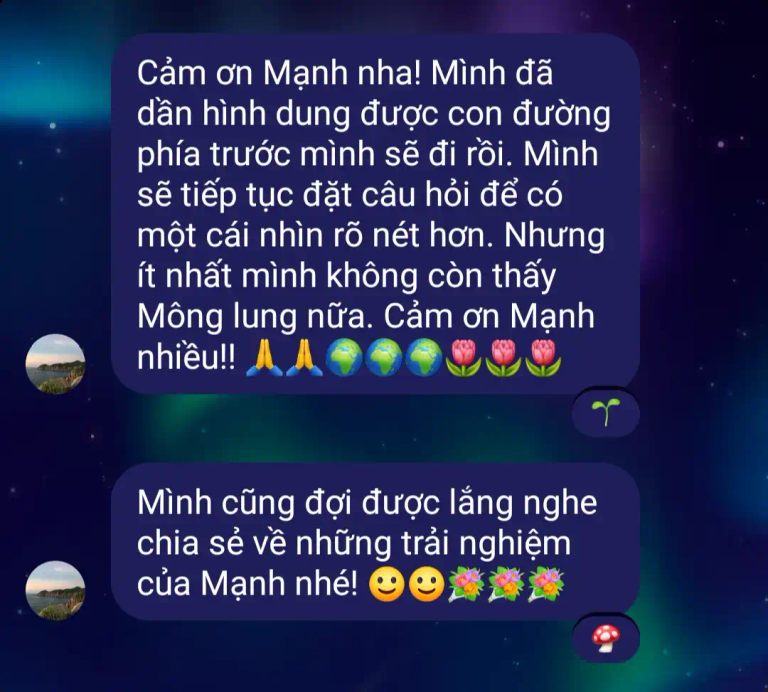 Cảm ơn Mạnh nha! Mình đã
dần hình dung được con đường
phía trước mình sẽ đi rồi. Mình
sẽ tiếp tục đặt câu hỏi để có
một cái nhìn rõ nét hơn. Nhưng
ít nhất mình không còn thấy
Mông lung nữa. Cảm ơn Mạnh
nhiều!! 🙏🙏🌍🌍🌍🌷🌷🌷
🌱
Mình cũng đợi được lắng nghe
chia sẻ về những trải nghiệm
của Mạnh nhé! 🙂🙂💐💐💐
🍄